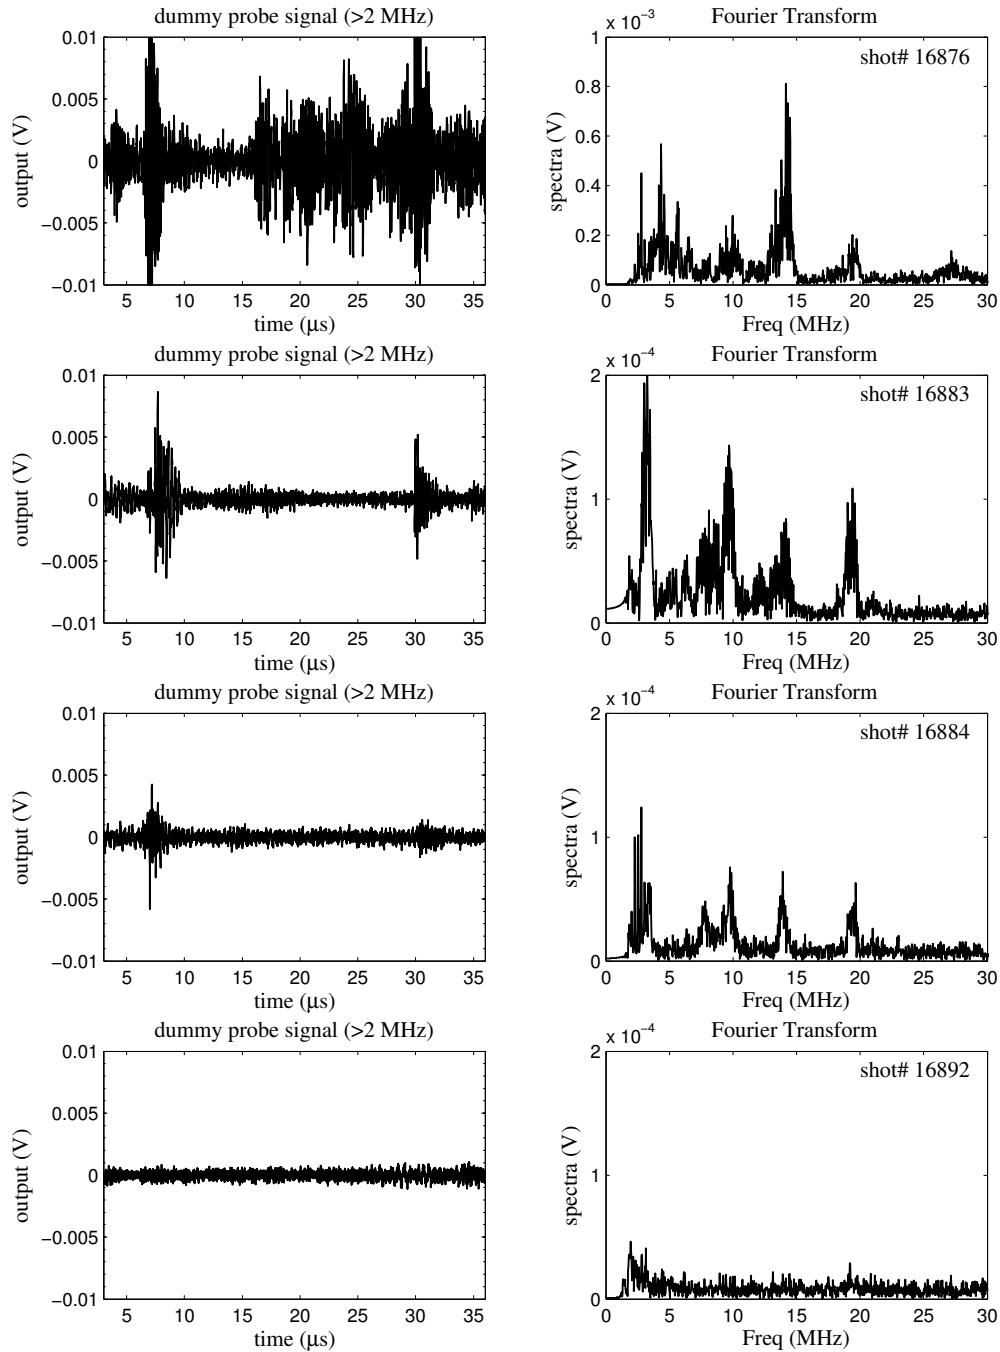 dummy probe signal (>2 MHz)
0.01
0.005
0
−0.005
−0.01
output (V)
5 10 15 20 25 30 35
time (μs)
Fourier Transform
x 10⁻³
shot# 16876
1
0.8
0.6
0.4
0.2
0
spectra (V)
0 5 10 15 20 25 30
Freq (MHz)
dummy probe signal (>2 MHz)
0.01
0.005
0
−0.005
−0.01
output (V)
5 10 15 20 25 30 35
time (μs)
Fourier Transform
x 10⁻⁴
shot# 16883
2
1
0
spectra (V)
0 5 10 15 20 25 30
Freq (MHz)
dummy probe signal (>2 MHz)
0.01
0.005
0
−0.005
−0.01
output (V)
5 10 15 20 25 30 35
time (μs)
Fourier Transform
x 10⁻⁴
shot# 16884
2
1
0
spectra (V)
0 5 10 15 20 25 30
Freq (MHz)
dummy probe signal (>2 MHz)
0.01
0.005
0
−0.005
−0.01
output (V)
5 10 15 20 25 30 35
time (μs)
Fourier Transform
x 10⁻⁴
shot# 16892
2
1
0
spectra (V)
0 5 10 15 20 25 30
Freq (MHz)